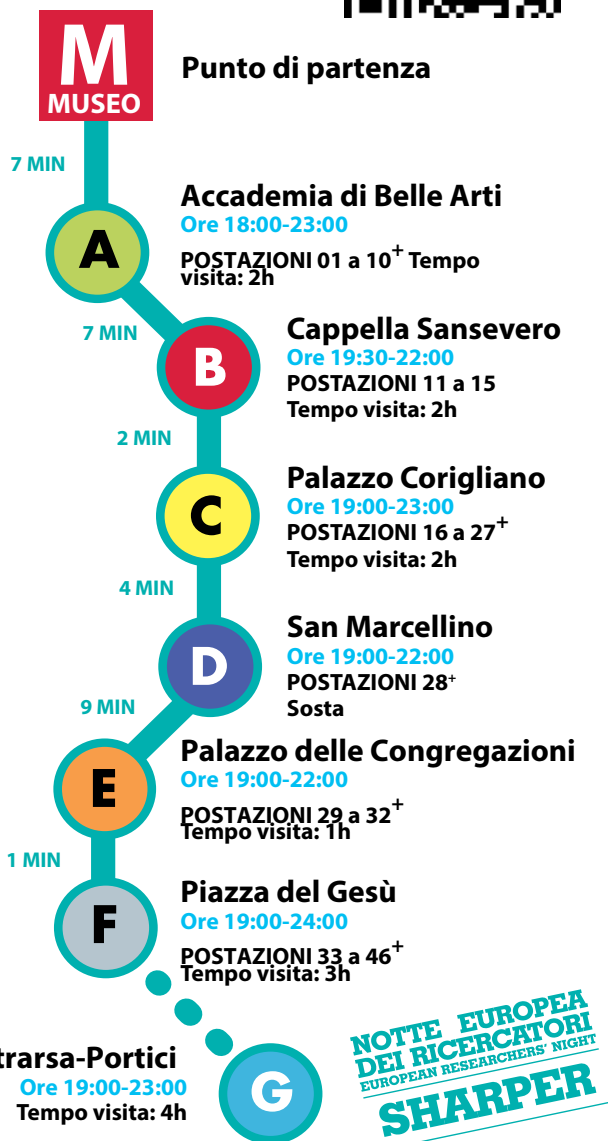 M
MUSEO
Punto di partenza
7 MIN
Accademia di Belle Arti
Ore 18:00-23:00
POSTAZIONI 01 a 10+ Tempo
visita: 2h
A
7 MIN
Cappella Sansevero
Ore 19:30-22:00
POSTAZIONI 11 a 15
Tempo visita: 2h
B
2 MIN
Palazzo Corigliano
Ore 19:00-23:00
POSTAZIONI 16 a 27+
Tempo visita: 2h
C
4 MIN
San Marcellino
Ore 19:00-22:00
POSTAZIONI 28+
Sosta
D
9 MIN
Palazzo delle Congregazioni
Ore 19:00-22:00
POSTAZIONI 29 a 32+
Tempo visita: 1h
E
1 MIN
Piazza del Gesù
Ore 19:00-24:00
POSTAZIONI 33 a 46+
Tempo visita: 3h
F
trarsa-Portici
Ore 19:00-23:00
Tempo visita: 4h
G
NOTTE EUROPEA
DEI RICERCATORI
EUROPEAN RESEARCHERS' NIGHT
SHARPER